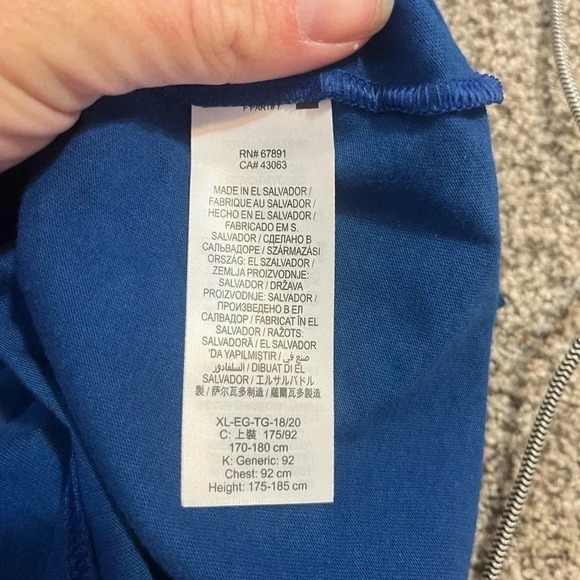 RN# 67891
CA# 43063
MADE IN EL SALVADOR /
FABRIQUE AU SALVADOR /
HECHO EN EL SALVADOR /
FABRICADO EM S.
SALVADOR / СДЕЛАНО В
САЛЬВАДОРЕ / SZÁRMAZÁSI
ORSZÁG: EL SZALVADOR /
ZEMLJA PROIZVODNJE:
SALVADOR / DRŽAVA
PROIZVODNJE: SALVADOR /
ПРОИЗВЕДЕНО В ЕЛ
САЛВАДОР / FABRICAT ÎN EL
SALVADOR / RAŽOTS:
SALVADORĀ / EL SALVADOR
'DA YAPILMIŞTIR / صنع في
السلفادور / DIBUAT DI EL
SALVADOR / エルサルバドル
製 / 萨尔瓦多制造 / 薩爾瓦多製造
XL-EG-TG-18/20
C: 上裝 175/92
170-180 cm
K: Generic: 92
Chest: 92 cm
Height: 175-185 cm